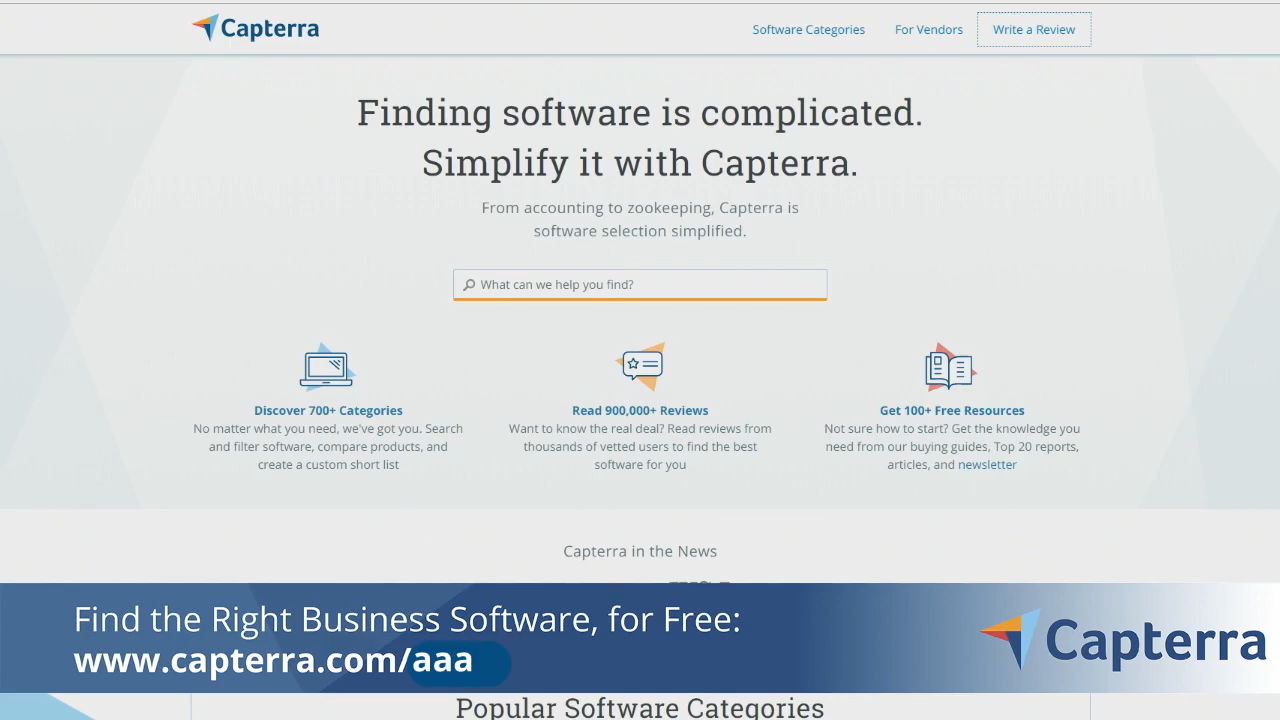 Capterra
Software Categories
For Vendors
Write a Review
Finding software is complicated.
Simplify it with Capterra.
From accounting to zookeeping, Capterra is
software selection simplified.
What can we help you find?
Discover 700+ Categories
No matter what you need, we've got you. Search
and filter software, compare products, and
create a custom short list
Read 900,000+ Reviews
Want to know the real deal? Read reviews from
thousands of vetted users to find the best
software for you
Get 100+ Free Resources
Not sure how to start? Get the knowledge you
need from our buying guides, Top 20 reports,
articles, and newsletter
Capterra in the News
Find the Right Business Software, for Free:
www.capterra.com/aaa
Capterra
Popular Software Categories